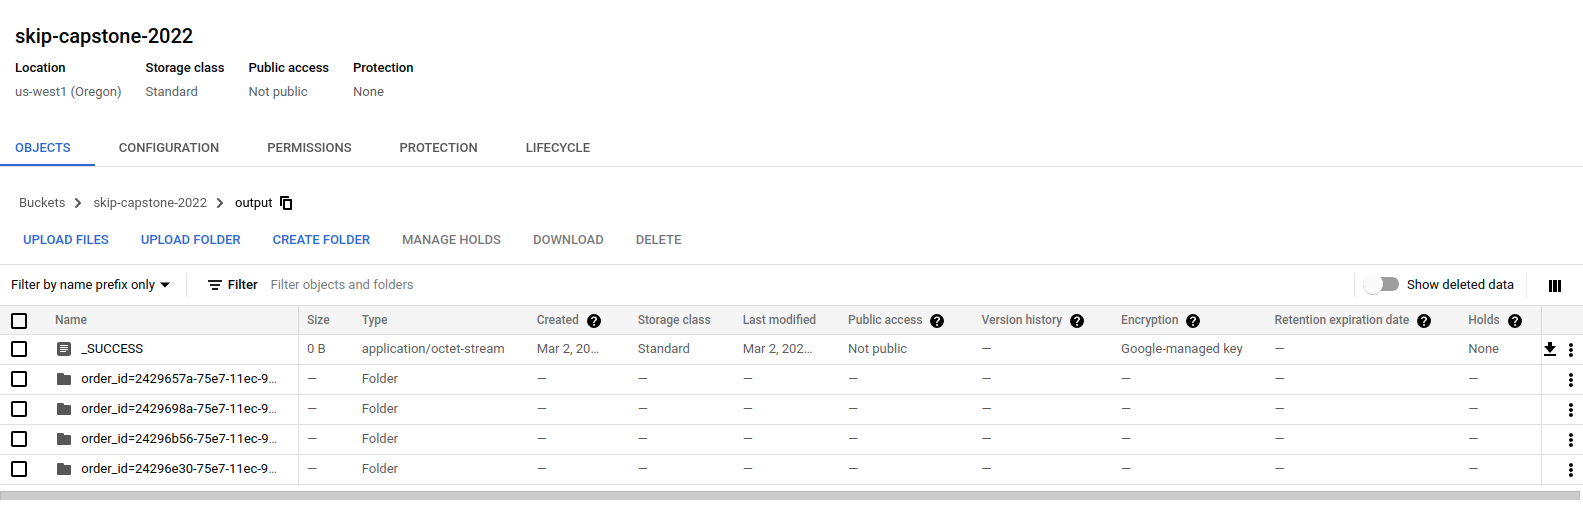 skip-capstone-2022
Location Storage class Public access Protection
us-west1 (Oregon) Standard Not public None
OBJECTS CONFIGURATION PERMISSIONS PROTECTION LIFECYCLE
Buckets > skip-capstone-2022 > output
UPLOAD FILES UPLOAD FOLDER CREATE FOLDER MANAGE HOLDS DOWNLOAD DELETE
Filter by name prefix only Filter Filter objects and folders Show deleted data
Name Size Type Created ? Storage class Last modified Public access ? Version history ? Encryption ? Retention expiration date ? Holds ?
_SUCCESS 0 B application/octet-stream Mar 2, 20... Standard Mar 2, 202... Not public — Google-managed key — None
order_id=2429657a-75e7-11ec-9... — Folder — — — — — — — —
order_id=2429698a-75e7-11ec-9... — Folder — — — — — — — —
order_id=24296b56-75e7-11ec-9... — Folder — — — — — — — —
order_id=24296e30-75e7-11ec-9... — Folder — — — — — — — —